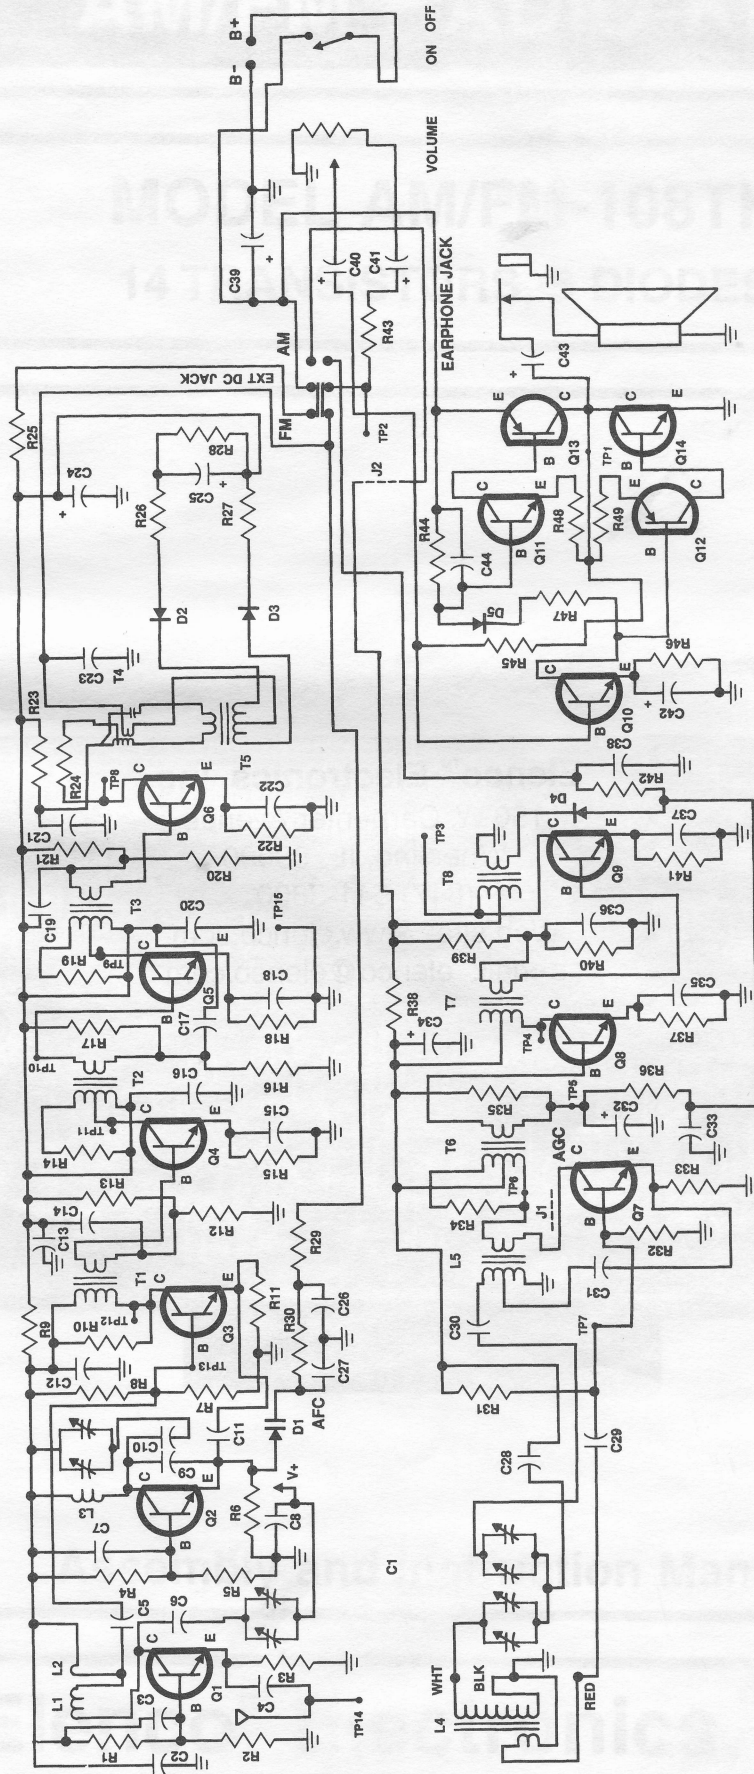 B+
B-
ON OFF
VOLUME
C39
C40
C41
R43
AM
FM
EXT DC JACK
EARPHONE JACK
TP2
J2
C43
R25
C24
R28
C25
R26
R27
D2
D3
C23
T4
T5
R23
R24
TP8
C
B
E
Q6
C21
C22
R22
R21
R20
C19
T3
R19
TP9
C20
TP15
C
B
E
Q5
C17
C18
R18
R17
TP10
T2
C16
R16
R14
TP11
C
B
E
Q4
C15
R15
R13
C14
C13
R12
T1
R9
R10
TP12
C12
R8
C
B
E
Q3
TP13
R11
R7
R29
R30
C26
C27
AFC
D1
C11
C10
C9
L3
C
B
E
Q2
R6
V+
C8
C7
R4
R5
C6
C5
C1
L2
L1
C
B
E
Q1
C3
R3
C4
R1
C2
R2
TP14
R44
C44
B
C
E
Q11
Q13
B
E
C
TP1
Q14
B
C
E
R48
R49
Q12
B
E
C
D5
R47
R45
R46
C
B
E
Q10
C42
C38
R42
D4
TP3
T8
C
B
E
Q9
C37
R41
R39
C36
R40
R38
C34
T7
TP4
C
B
E
Q8
C35
R37
R36
R35
T6
TP5
AGC
C32
C33
R34
TP6
J1
C
B
E
Q7
R33
R32
L5
C31
C30
TP7
R31
C29
C28
WHT
BLK
RED
L4
MODEL AM/FM-108T
14 TRANSISTORS DIODES